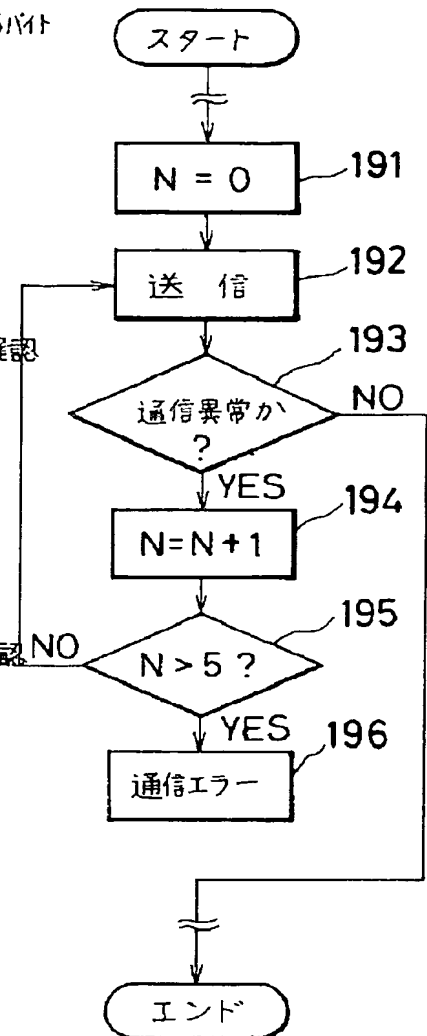 バイト
スタート
N = 0
191
送 信
192
確認
193
通信異常か
?
NO
YES
194
N=N+1
195
認
NO
N > 5 ?
YES
196
通信エラー
エンド